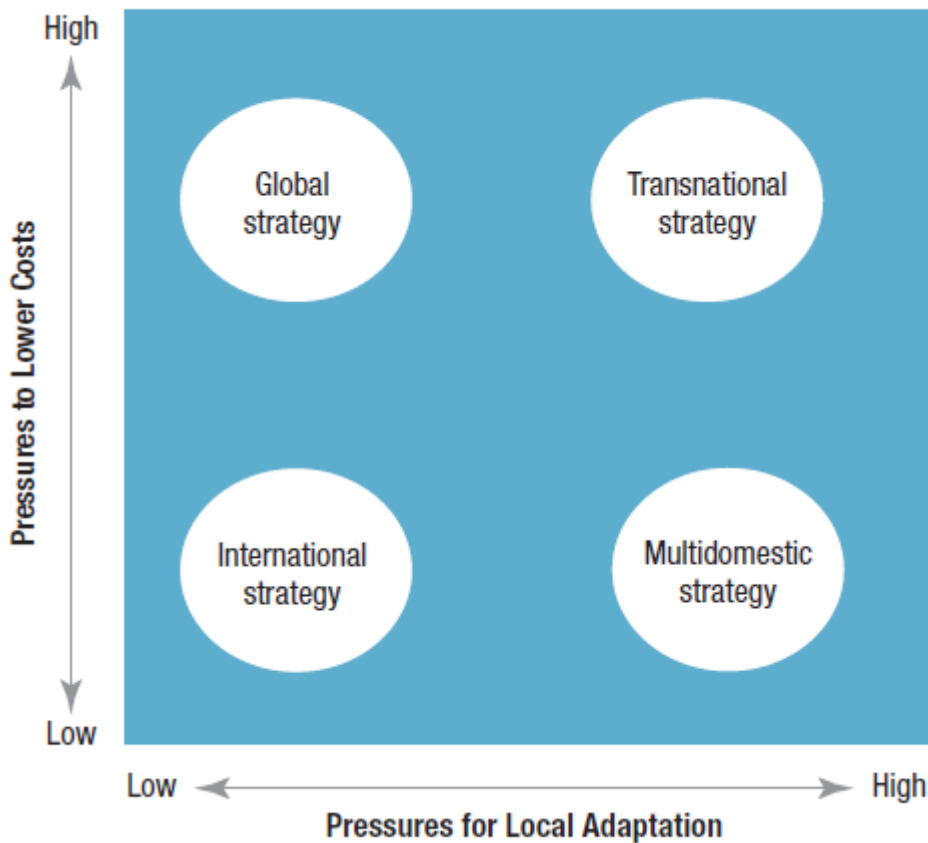 High
Global
strategy
Transnational
strategy
Pressures to Lower Costs
International
strategy
Multidomestic
strategy
Low
Low
High
Pressures for Local Adaptation